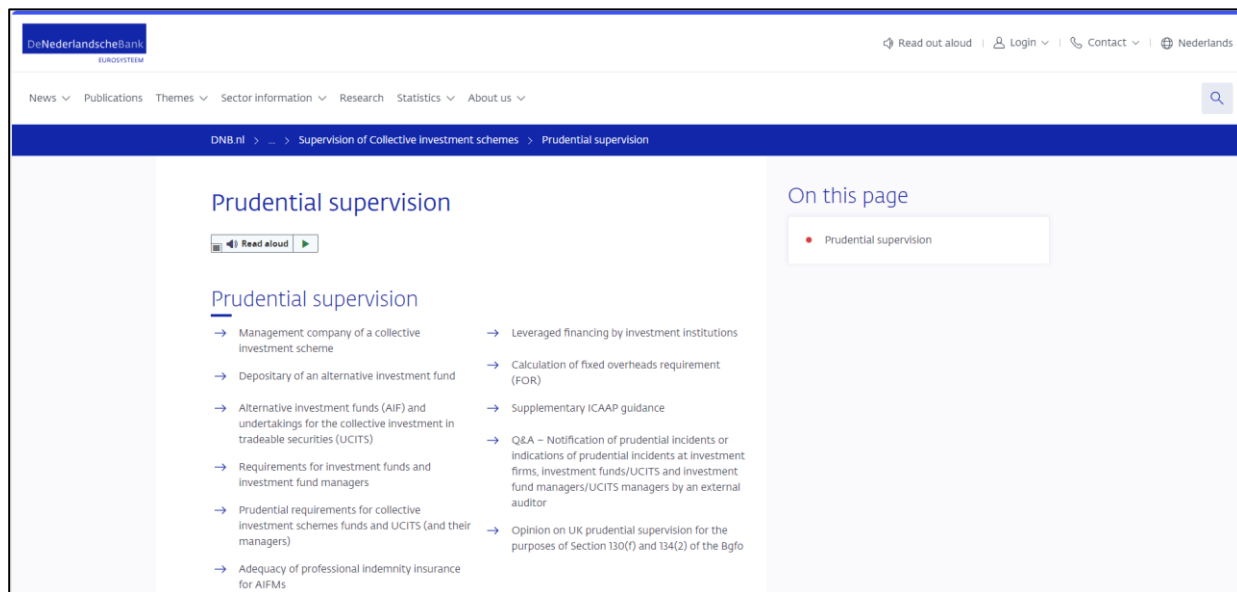 DeNederlandscheBank
EUROSYSTEEM
Read out aloud
Login
Contact
Nederlands
News
Publications
Themes
Sector information
Research
Statistics
About us
DNB.nl > ... > Supervision of Collective investment schemes > Prudential supervision
Prudential supervision
Read aloud
Prudential supervision
→ Management company of a collective
investment scheme
→ Depositary of an alternative investment fund
→ Alternative investment funds (AIF) and
undertakings for the collective investment in
tradeable securities (UCITS)
→ Requirements for investment funds and
investment fund managers
→ Prudential requirements for collective
investment schemes funds and UCITS (and their
managers)
→ Adequacy of professional indemnity insurance
for AIFMs
→ Leveraged financing by investment institutions
→ Calculation of fixed overheads requirement
(FOR)
→ Supplementary ICAAP guidance
→ Q&A – Notification of prudential incidents or
indications of prudential incidents at investment
firms, investment funds/UCITS and investment
fund managers/UCITS managers by an external
auditor
→ Opinion on UK prudential supervision for the
purposes of Section 130(f) and 134(2) of the Bgfo
On this page
Prudential supervision